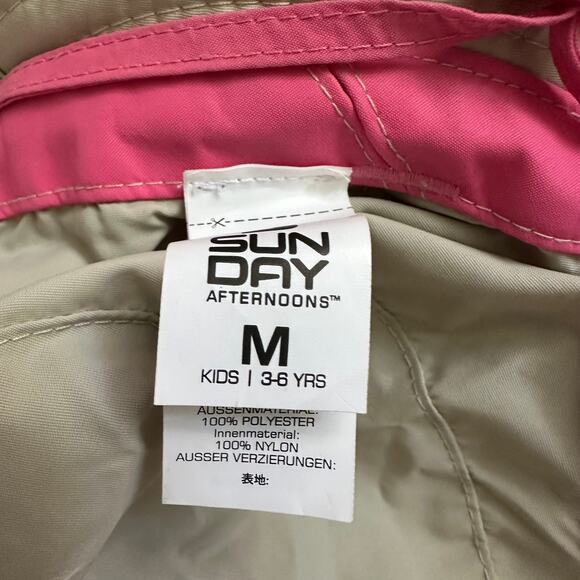 SUN
DAY
AFTERNOONS™
M
KIDS | 3-6 YRS
AUSSENMATERIAL:
100% POLYESTER
Innenmaterial:
100% NYLON
AUSSER VERZIERUNGEN:
表地: